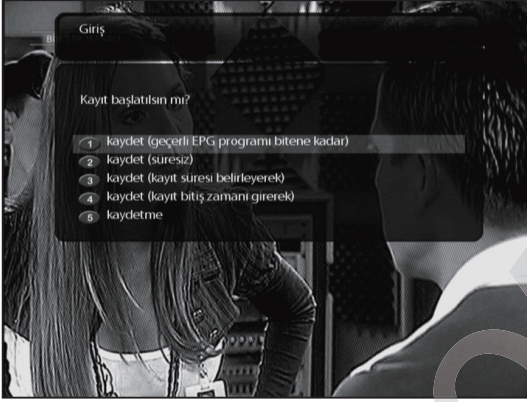 Giriş
Kayıt başlatılsın mı?
1 kaydet (geçerli EPG programı bitene kadar)
2 kaydet (süresiz)
3 kaydet (kayıt süresi belirleyerek)
4 kaydet (kayıt bitiş zamanı girerek)
5 kaydetme